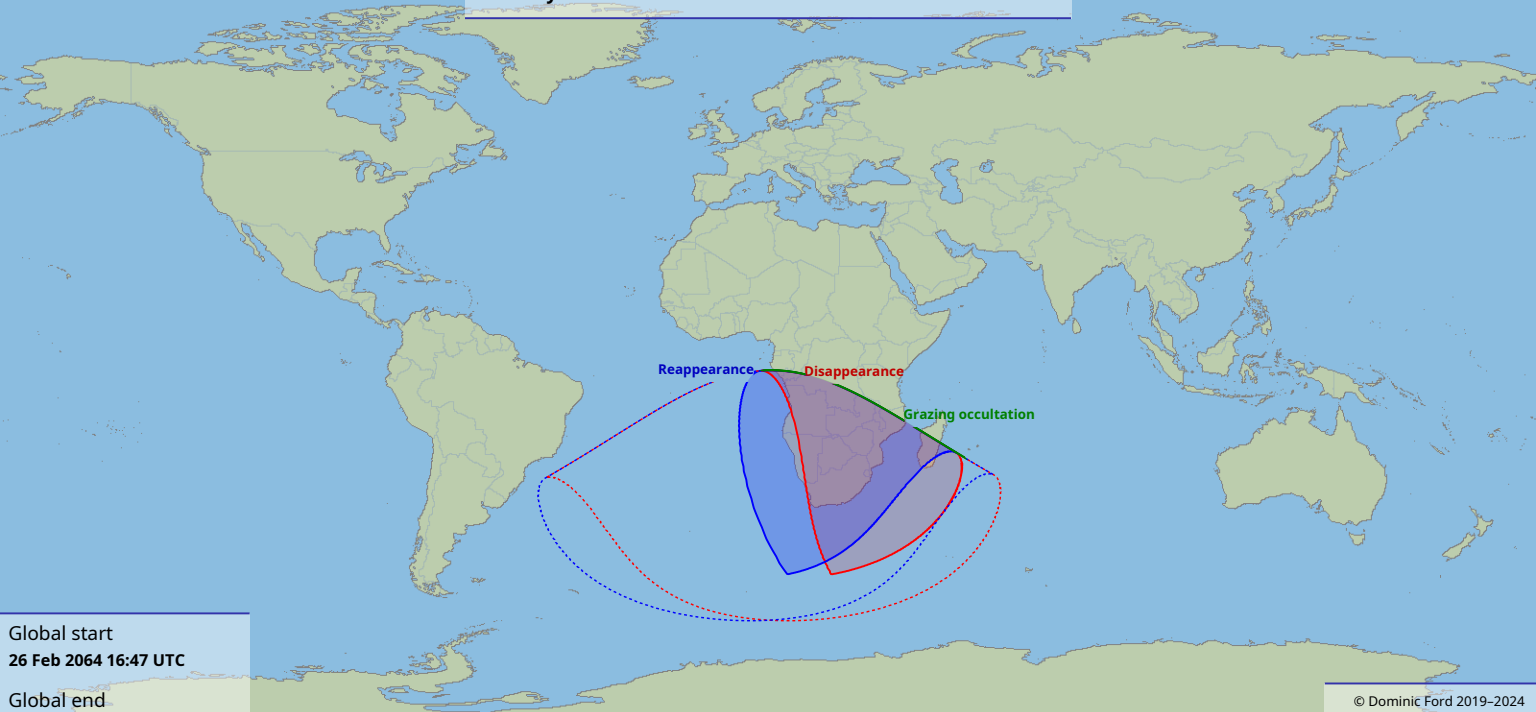 Reappearance
Disappearance
Grazing occultation
Global start
26 Feb 2064 16:47 UTC
Global end
© Dominic Ford 2019–2024